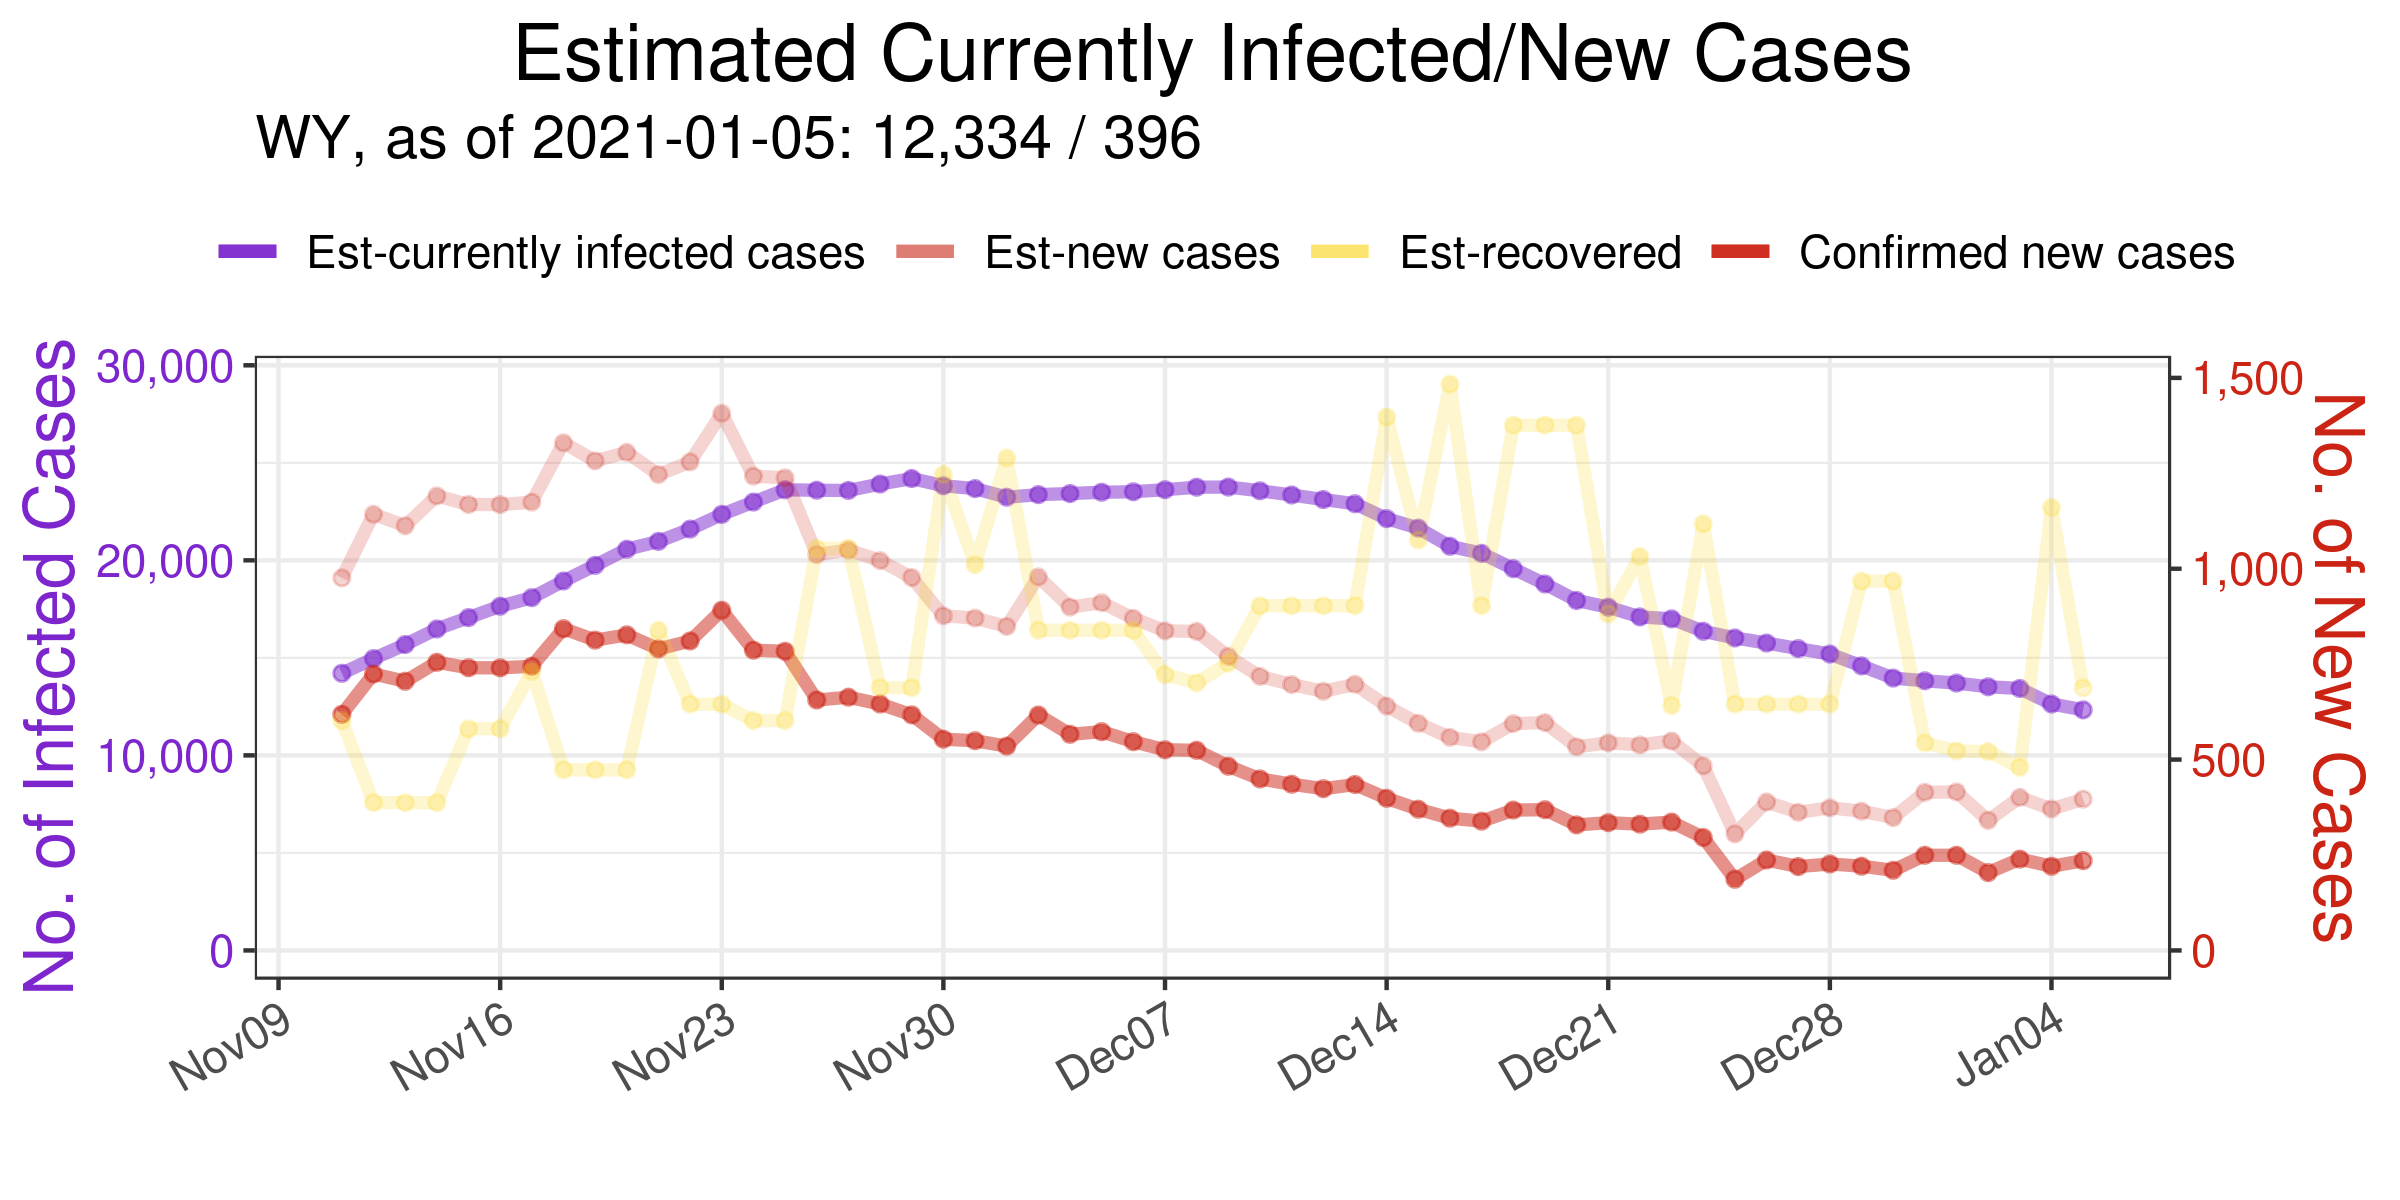 Estimated Currently Infected/New Cases
WY, as of 2021-01-05: 12,334 / 396
Est-currently infected cases Est-new cases Est-recovered Confirmed new cases
No. of Infected Cases
30,000
20,000
10,000
0
1,500
1,000
500
0
No. of New Cases
Nov09 Nov16 Nov23 Nov30 Dec07 Dec14 Dec21 Dec28 Jan04